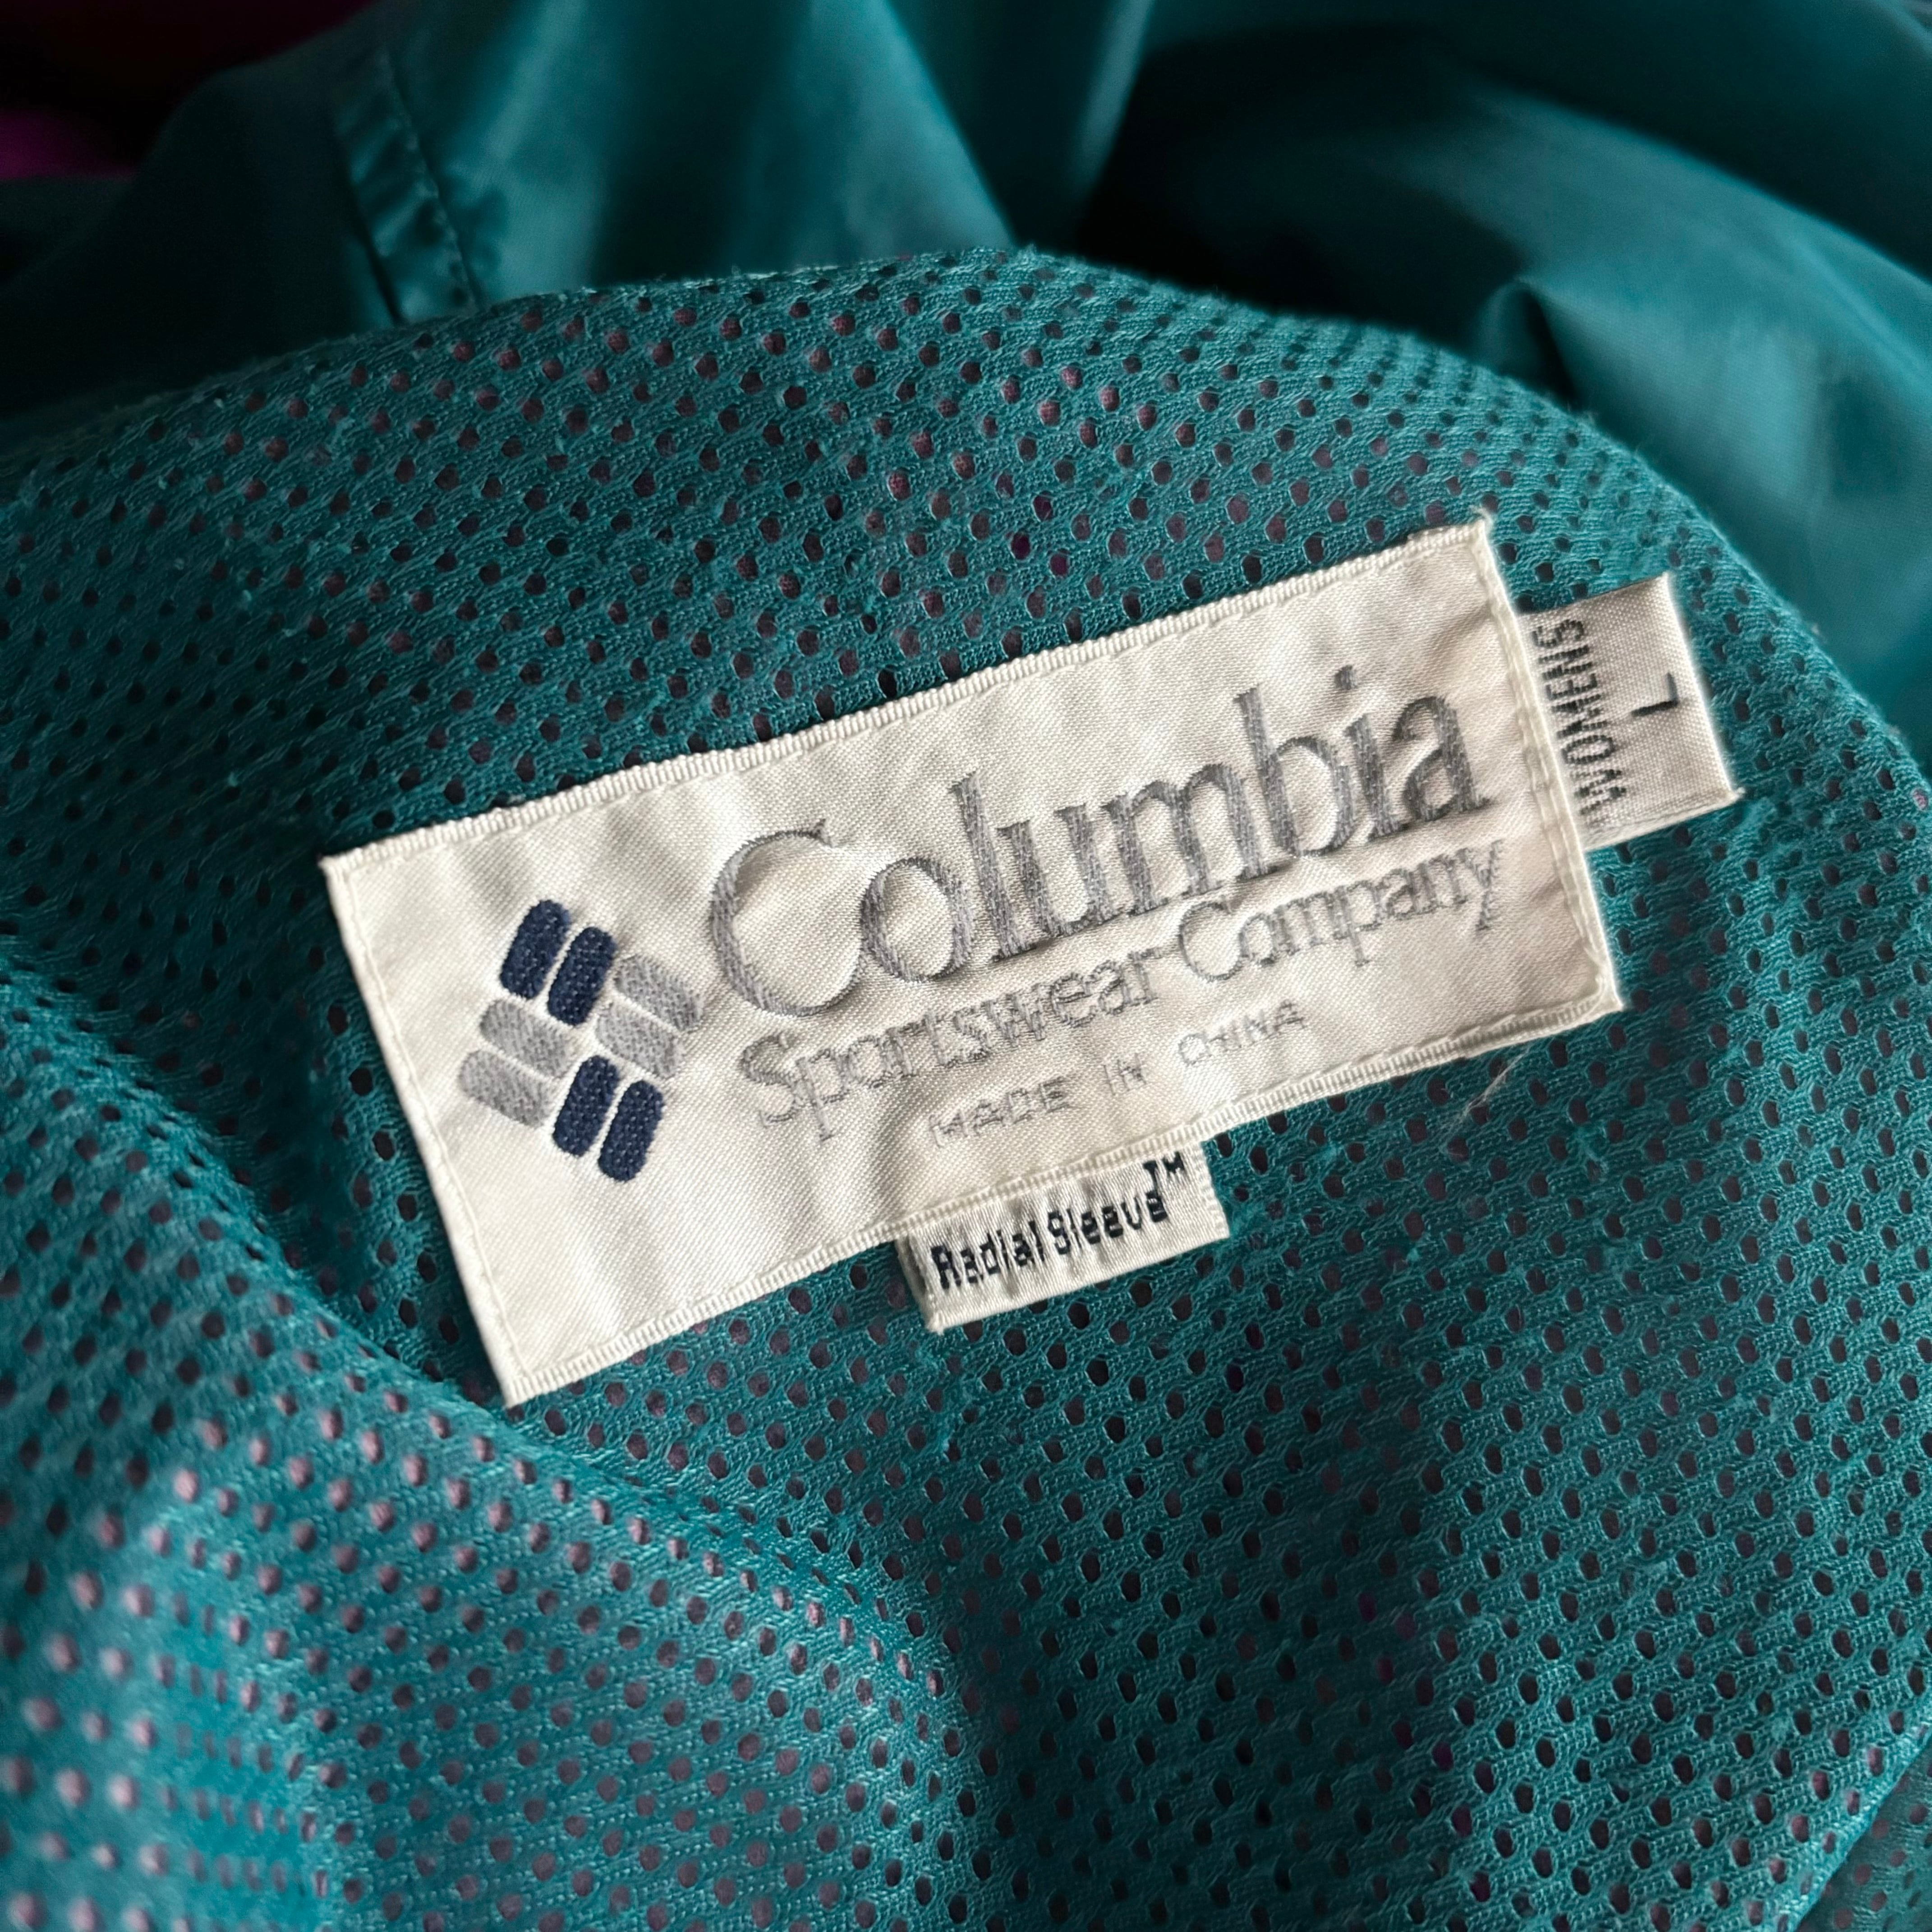 Columbia
Sportswear Company
MADE IN CHINA
Radial Sleeve™
WOMENS
L